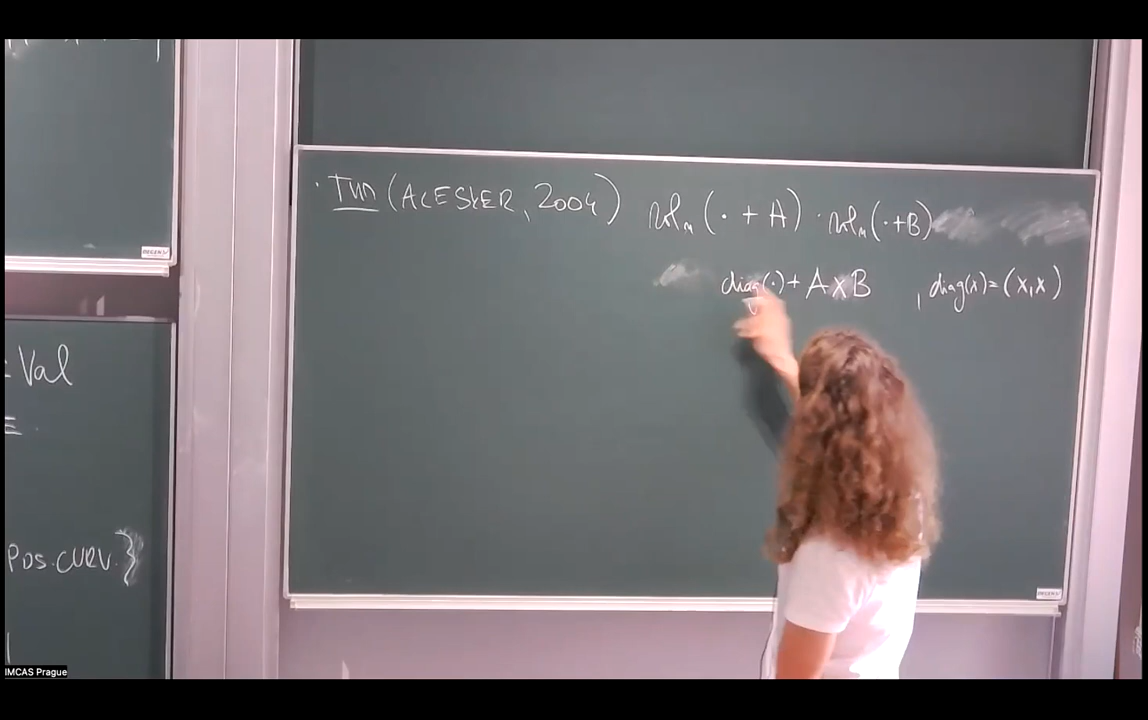 · THM (ALESKER, 2004) vol_n (· + A) · vol_n (· + B)
diag(·) + A × B , diag(x) = (x, x)
Val
POS. CURV. }
IMCAS Prague